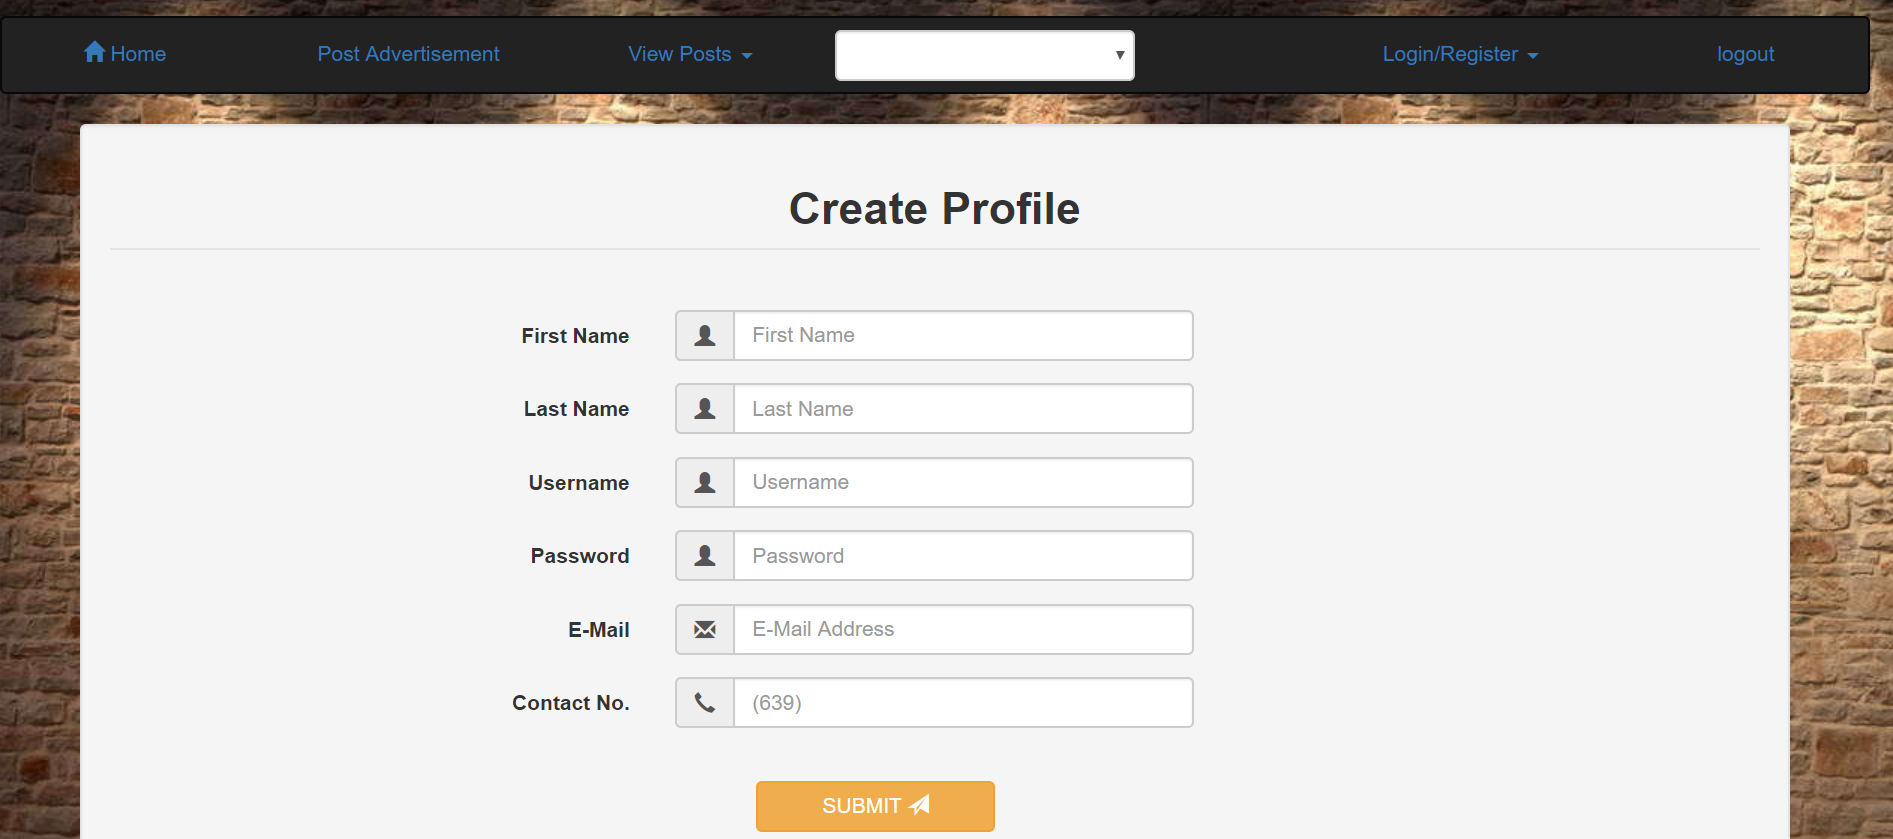 Home Post Advertisement View Posts Login/Register logout
Create Profile
First Name First Name
Last Name Last Name
Username Username
Password Password
E-Mail E-Mail Address
Contact No. (639)
SUBMIT